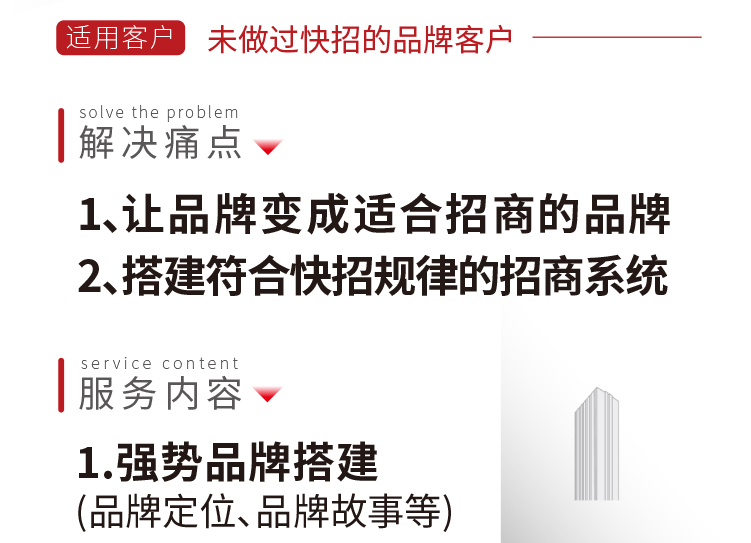 适用客户 未做过快招的品牌客户
solve the problem
解决痛点
1、让品牌变成适合招商的品牌
2、搭建符合快招规律的招商系统
service content
服务内容
1.强势品牌搭建
(品牌定位、品牌故事等)